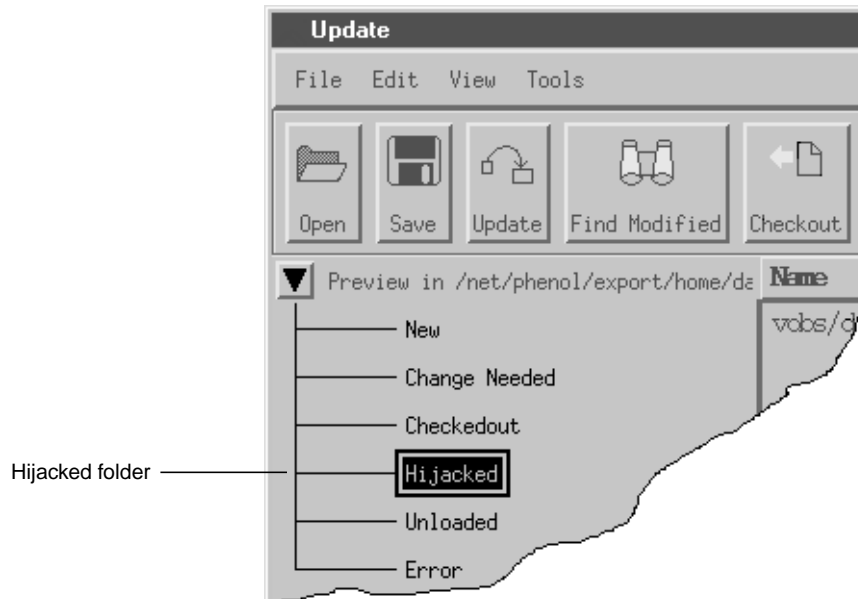 Update
File Edit View Tools
Open Save Update Find Modified Checkout
Preview in /net/phenol/export/home/da Name
New vobs/d
Change Needed
Checkedout
Hijacked folder Hijacked
Unloaded
Error